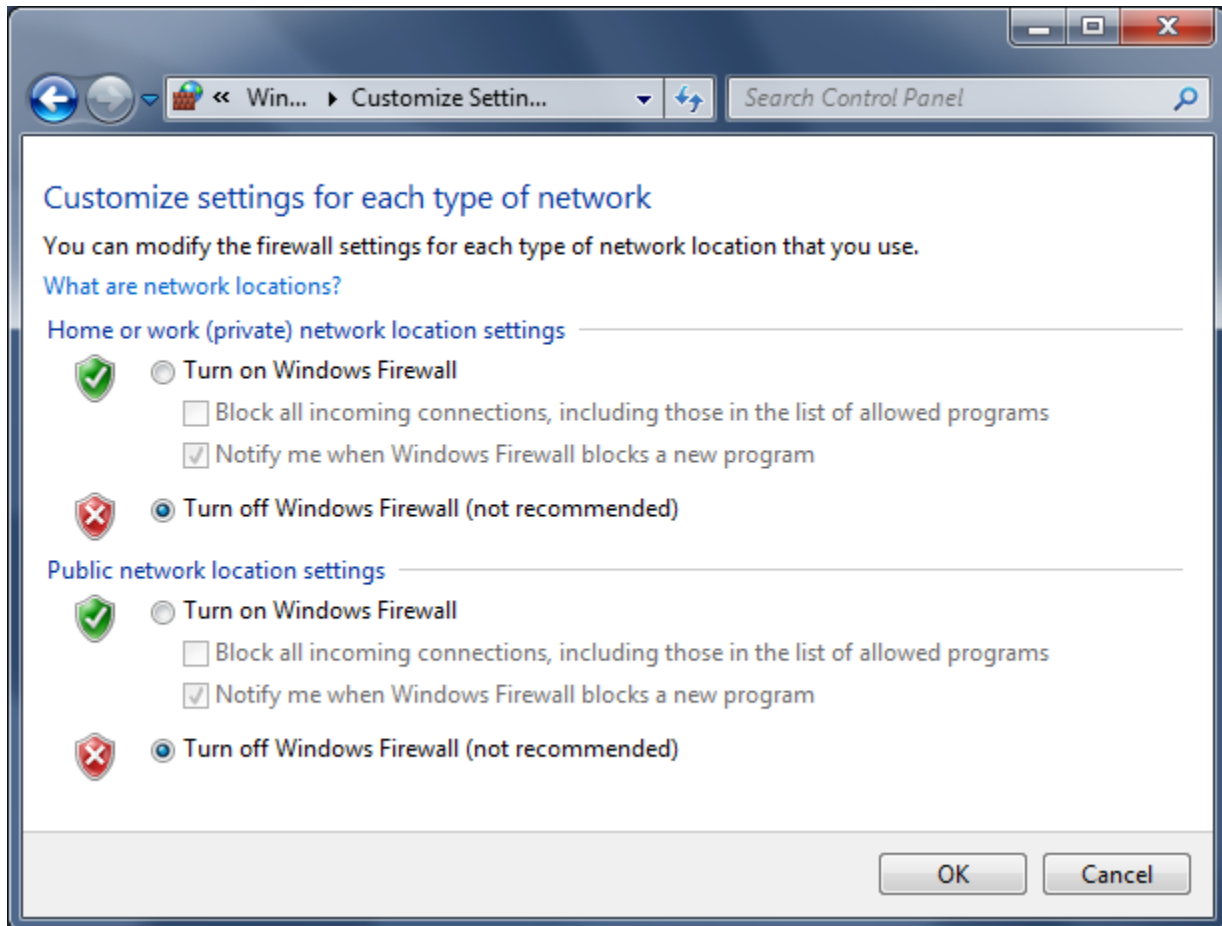 « Win... ▸ Customize Settin...
Search Control Panel
Customize settings for each type of network
You can modify the firewall settings for each type of network location that you use.
What are network locations?
Home or work (private) network location settings
Turn on Windows Firewall
Block all incoming connections, including those in the list of allowed programs
Notify me when Windows Firewall blocks a new program
Turn off Windows Firewall (not recommended)
Public network location settings
Turn on Windows Firewall
Block all incoming connections, including those in the list of allowed programs
Notify me when Windows Firewall blocks a new program
Turn off Windows Firewall (not recommended)
OK
Cancel